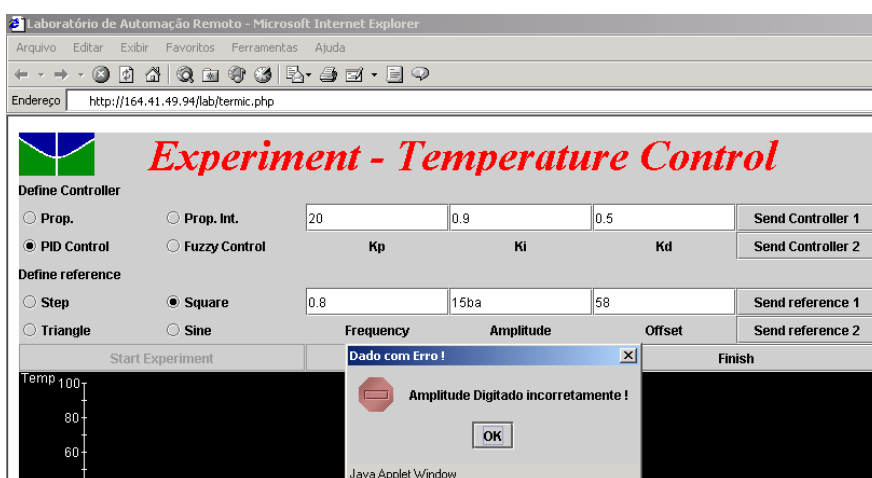 Laboratório de Automação Remoto - Microsoft Internet Explorer
Arquivo Editar Exibir Favoritos Ferramentas Ajuda
Endereço http://164.41.49.94/lab/termic.php
Experiment - Temperature Control
Define Controller
Prop. Prop. Int. 20 0.9 0.5 Send Controller 1
PID Control Fuzzy Control Kp Ki Kd Send Controller 2
Define reference
Step Square 0.8 15ba 58 Send reference 1
Triangle Sine Frequency Amplitude Offset Send reference 2
Start Experiment Finish
Dado com Erro !
Amplitude Digitado incorretamente !
OK
Java Applet Window
Temp 100
80
60